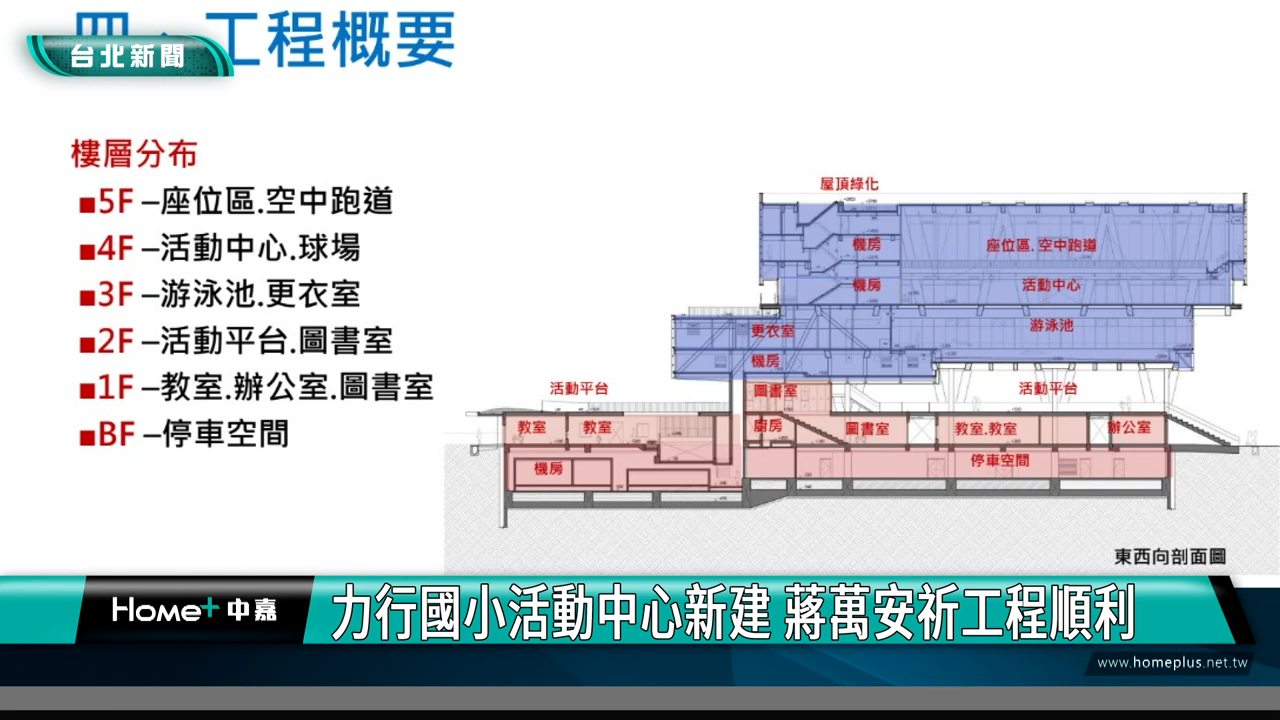 四、工程概要
台北新聞
樓層分布
■5F –座位區.空中跑道
■4F –活動中心.球場
■3F –游泳池.更衣室
■2F –活動平台.圖書室
■1F –教室.辦公室.圖書室
■BF –停車空間
屋頂綠化
機房
座位區.空中跑道
機房
活動中心
更衣室
游泳池
機房
活動平台
圖書室
活動平台
教室
教室
廚房
圖書室
教室.教室
辦公室
機房
停車空間
東西向剖面圖
Home+中嘉
力行國小活動中心新建 蔣萬安祈工程順利
www.homeplus.net.tw